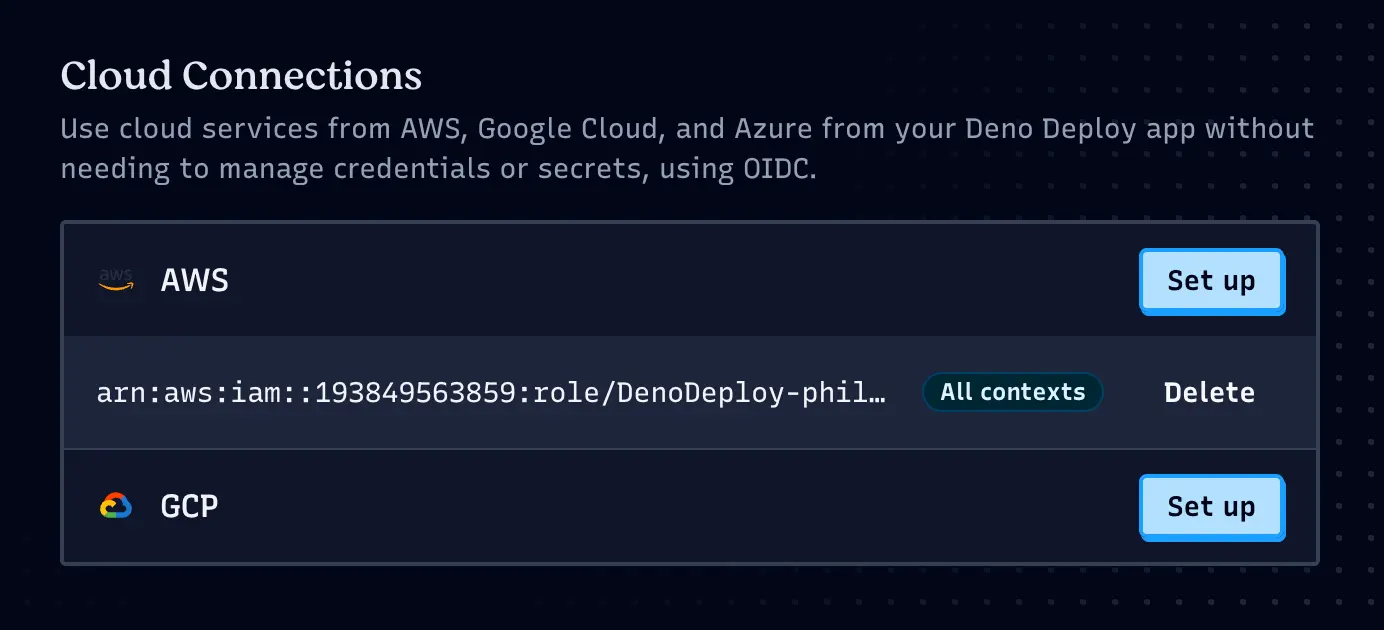 Cloud Connections
Use cloud services from AWS, Google Cloud, and Azure from your Deno Deploy app without
needing to manage credentials or secrets, using OIDC.
aws AWS Set up
arn:aws:iam::193849563859:role/DenoDeploy-phil… All contexts Delete
GCP Set up